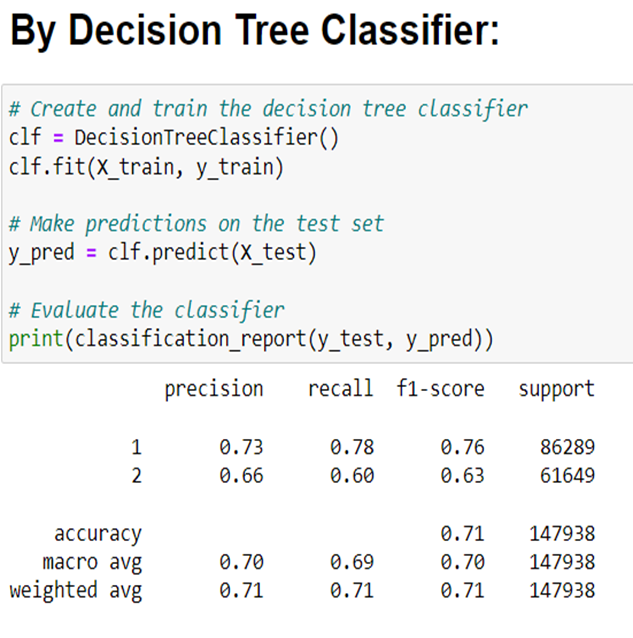 By Decision Tree Classifier:
# Create and train the decision tree classifier
clf = DecisionTreeClassifier()
clf.fit(X_train, y_train)
# Make predictions on the test set
y_pred = clf.predict(X_test)
# Evaluate the classifier
print(classification_report(y_test, y_pred))
precision recall f1-score support
1 0.73 0.78 0.76 86289
2 0.66 0.60 0.63 61649
accuracy 0.71 147938
macro avg 0.70 0.69 0.70 147938
weighted avg 0.71 0.71 0.71 147938